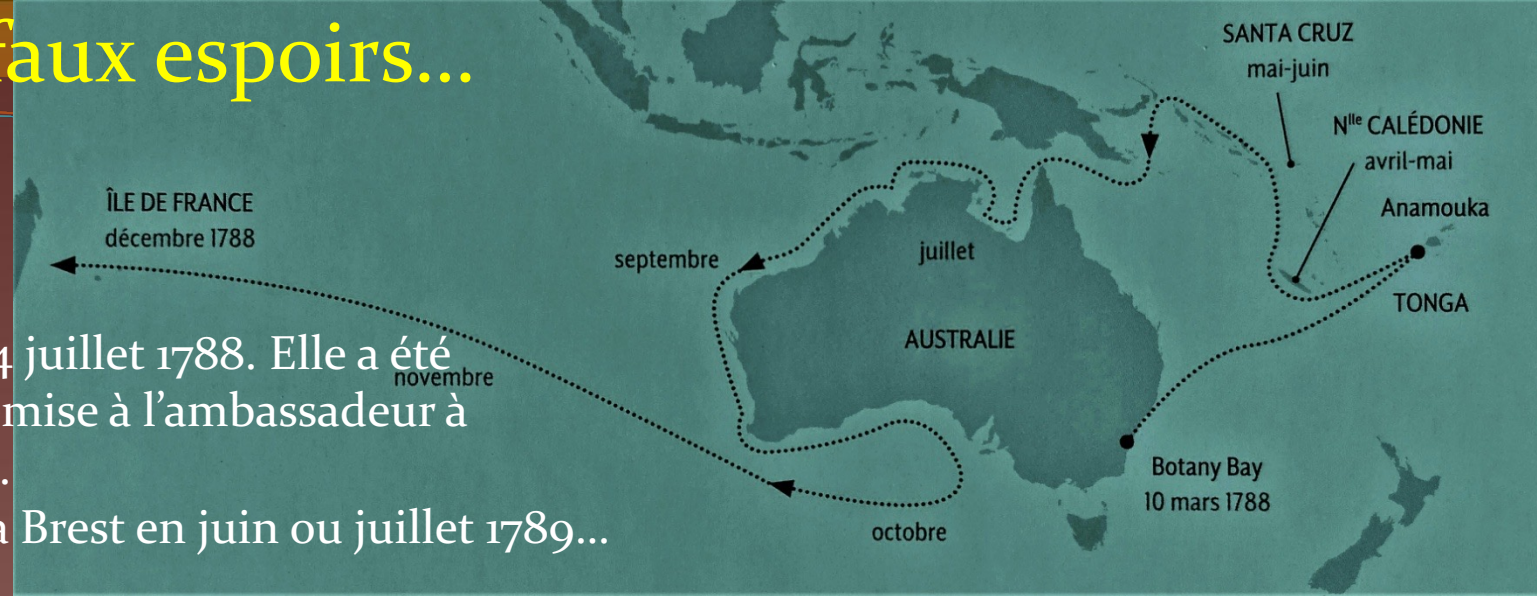 faux espoirs...
SANTA CRUZ
mai-juin
Nlle CALÉDONIE
avril-mai
Anamouka
TONGA
ÎLE DE FRANCE
décembre 1788
septembre
juillet
AUSTRALIE
4 juillet 1788. Elle a été
novembre
mise à l’ambassadeur à
.
à Brest en juin ou juillet 1789...
Botany Bay
10 mars 1788
octobre